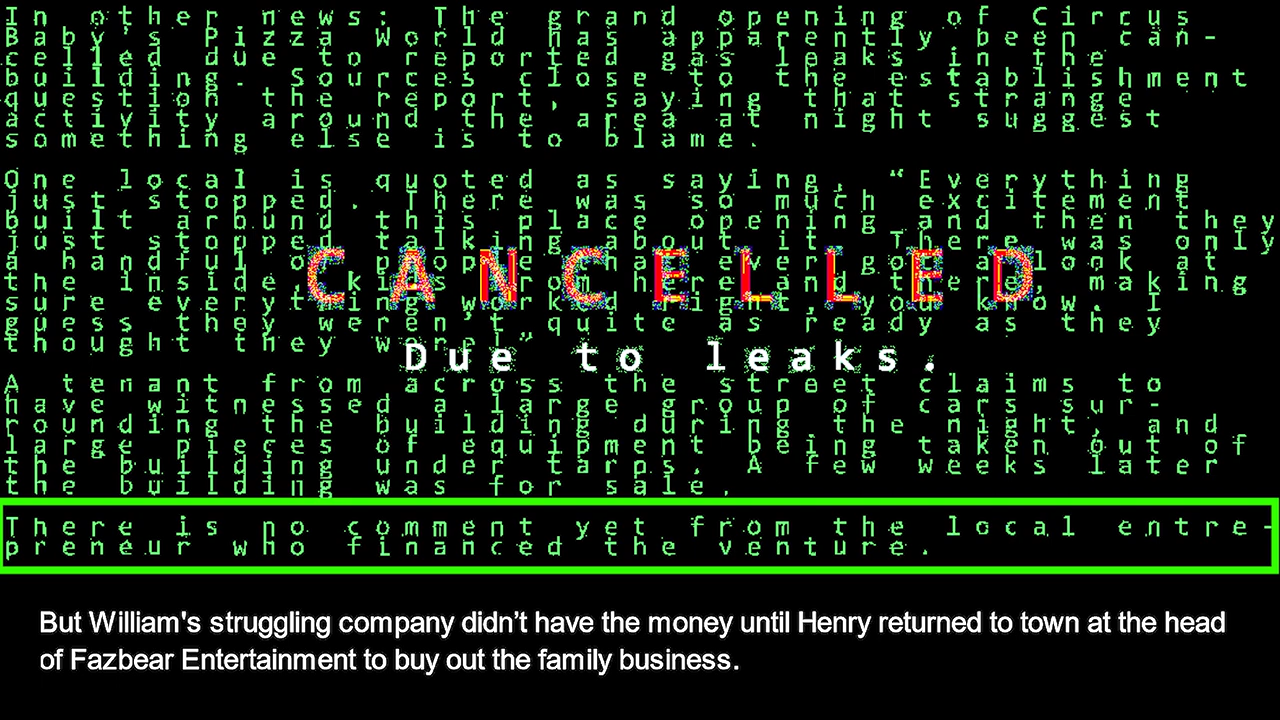 In other news: The grand opening of Circus
Baby's Pizza World has apparently been can-
celled due to reported gas leaks in the
building. Sources close to the establishment
question the report, saying that strange
activity around the area at night suggest
something else is to blame.
One local is quoted as saying, “Everything
just stopped. There was so much excitement
built around this place opening and then they
just stopped talking about it. There was only
a handful of people that ever got a look at
the inside, kids from here and there, making
sure everything worked right, you know. I
guess they weren't quite as ready as they
thought they were.”
CANCELLED
Due to leaks.
A tenant from across the street claims to
have witnessed a large group of cars sur-
rounding the building during the night, and
large pieces of equipment being taken out of
the building under tarps. A few weeks later
the building was for sale.
There is no comment yet from the local entre-
preneur who financed the venture.
But William's struggling company didn’t have the money until Henry returned to town at the head
of Fazbear Entertainment to buy out the family business.